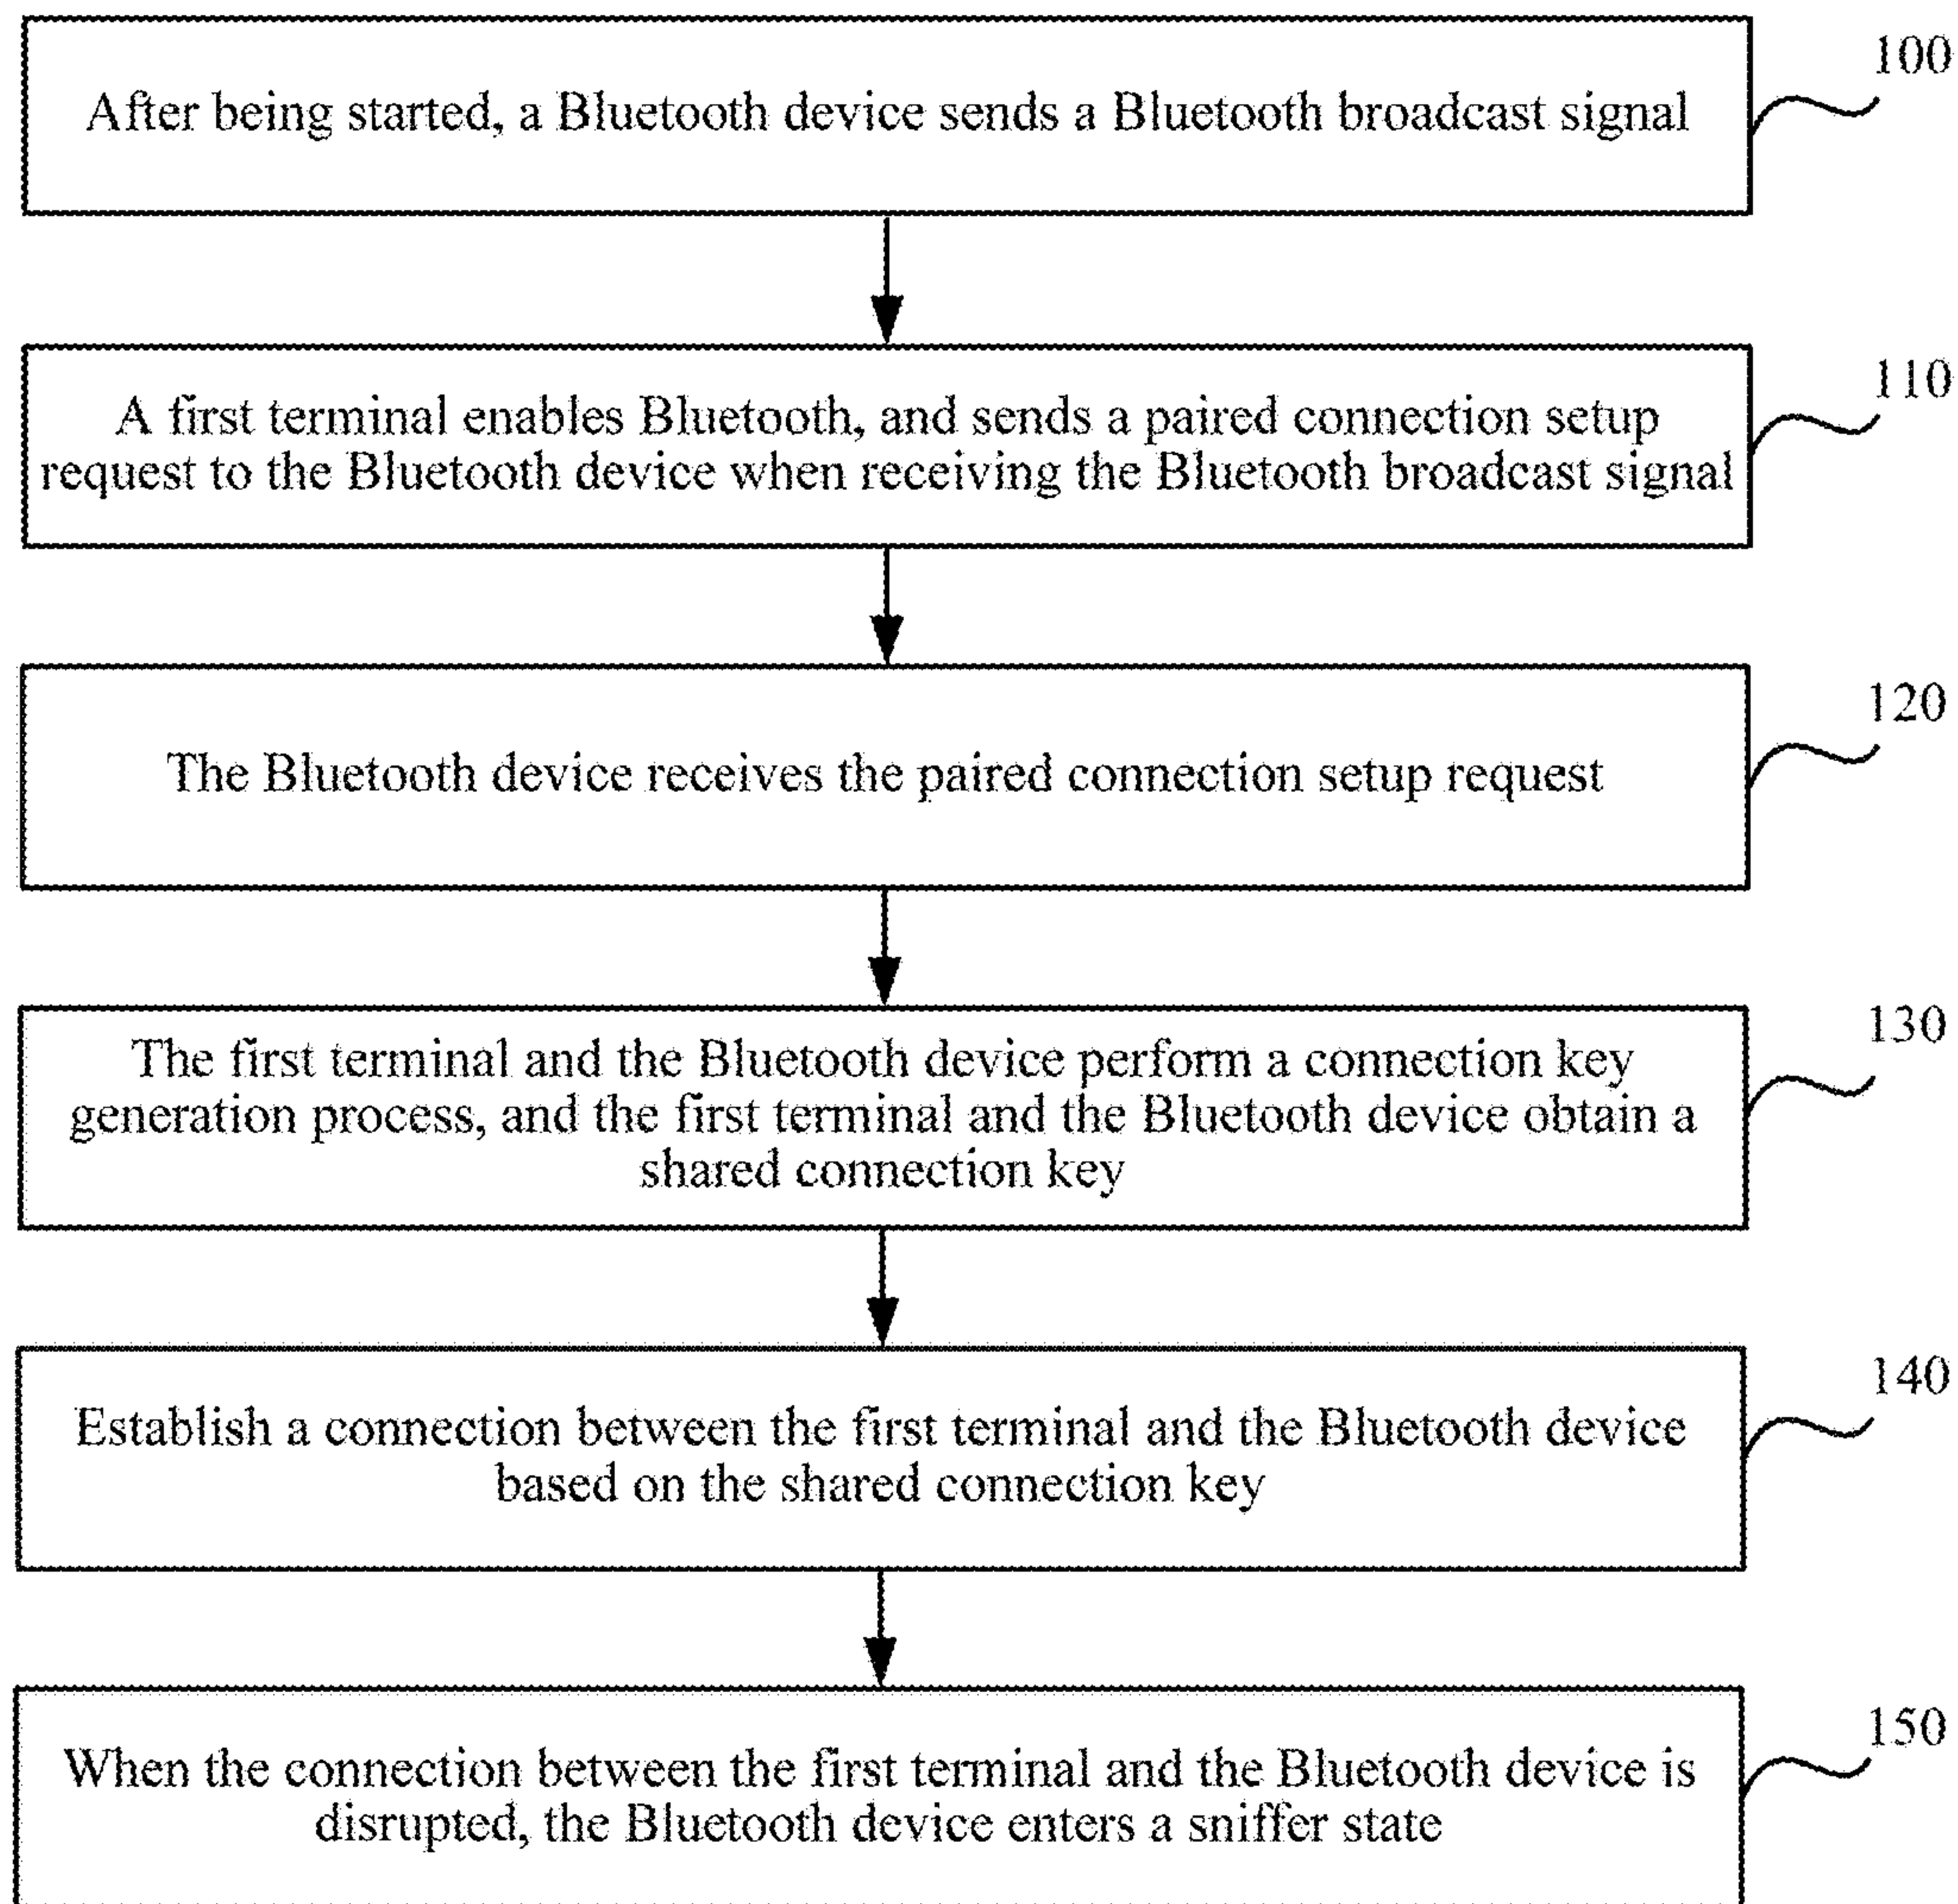 After being started, a Bluetooth device sends a Bluetooth broadcast signal
100
A first terminal enables Bluetooth, and sends a paired connection setup
request to the Bluetooth device when receiving the Bluetooth broadcast signal
110
The Bluetooth device receives the paired connection setup request
120
The first terminal and the Bluetooth device perform a connection key
generation process, and the first terminal and the Bluetooth device obtain a
shared connection key
130
Establish a connection between the first terminal and the Bluetooth device
based on the shared connection key
140
When the connection between the first terminal and the Bluetooth device is
disrupted, the Bluetooth device enters a sniffer state
150